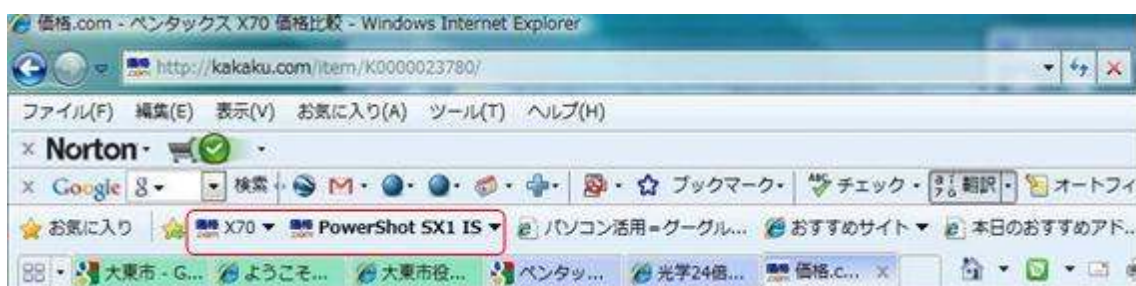 価格.com - ペンタックス X70 価格比較 - Windows Internet Explorer
http://kakaku.com/item/K0000023780/
ファイル(F) 編集(E) 表示(V) お気に入り(A) ツール(T) ヘルプ(H)
× Norton
× Google 検索 ブックマーク チェック 翻訳 オートフィ
お気に入り X70 PowerShot SX1 IS パソコン活用=グーグル... おすすめサイト 本日のおすすめアド...
大東市 - G... ようこそ... 大東市役... ペンタッ... 光学24倍... 価格.c... ×